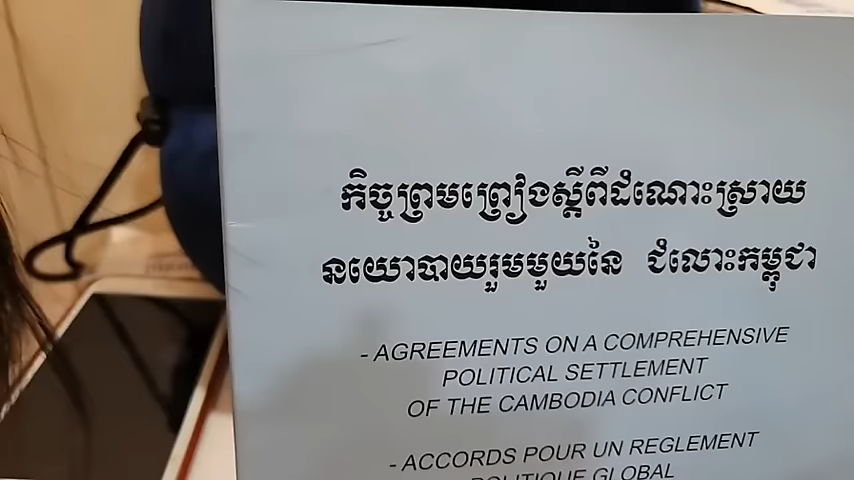 កិច្ចព្រមព្រៀងស្តីពីដំណោះស្រាយ
នយោបាយរួមមួយនៃ ជំលោះកម្ពុជា
- AGREEMENTS ON A COMPREHENSIVE
POLITICAL SETTLEMENT
OF THE CAMBODIA CONFLICT
- ACCORDS POUR UN REGLEMENT
POLITIQUE GLOBAL